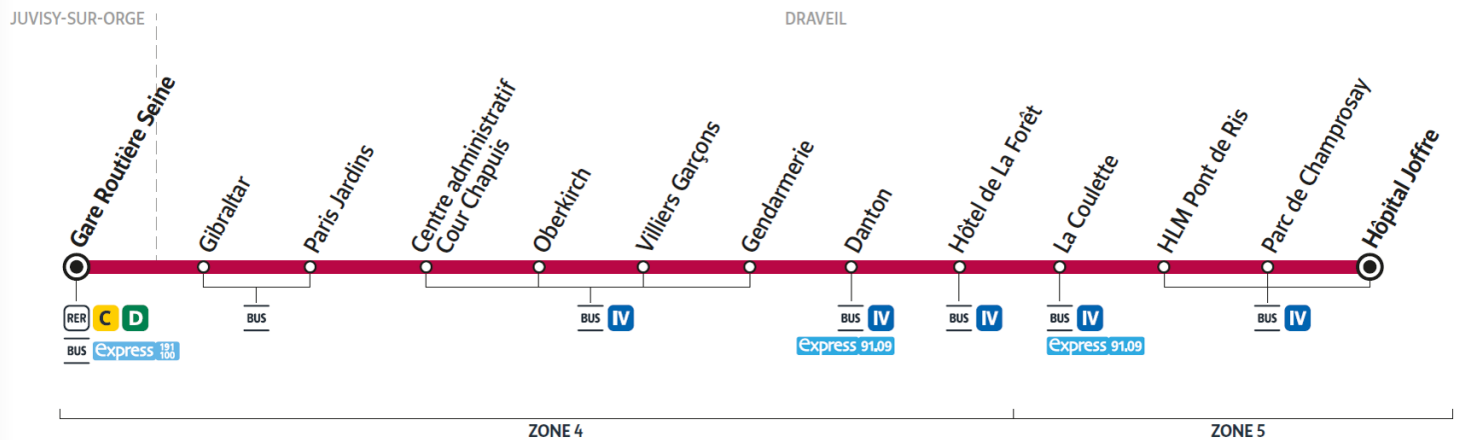 JUVISY-SUR-ORGE
DRAVEIL
Gare Routière Seine
Gibraltar
Paris Jardins
Centre administratif
Cour Chapuis
Oberkirch
Villiers Garçons
Gendarmerie
Danton
Hôtel de La Forêt
La Coulette
HLM Pont de Ris
Parc de Champrosay
Hôpital Joffre
RER C D
BUS express 191 100
BUS
BUS IV
BUS IV
express 91.09
BUS IV
BUS IV
express 91.09
BUS IV
ZONE 4
ZONE 5